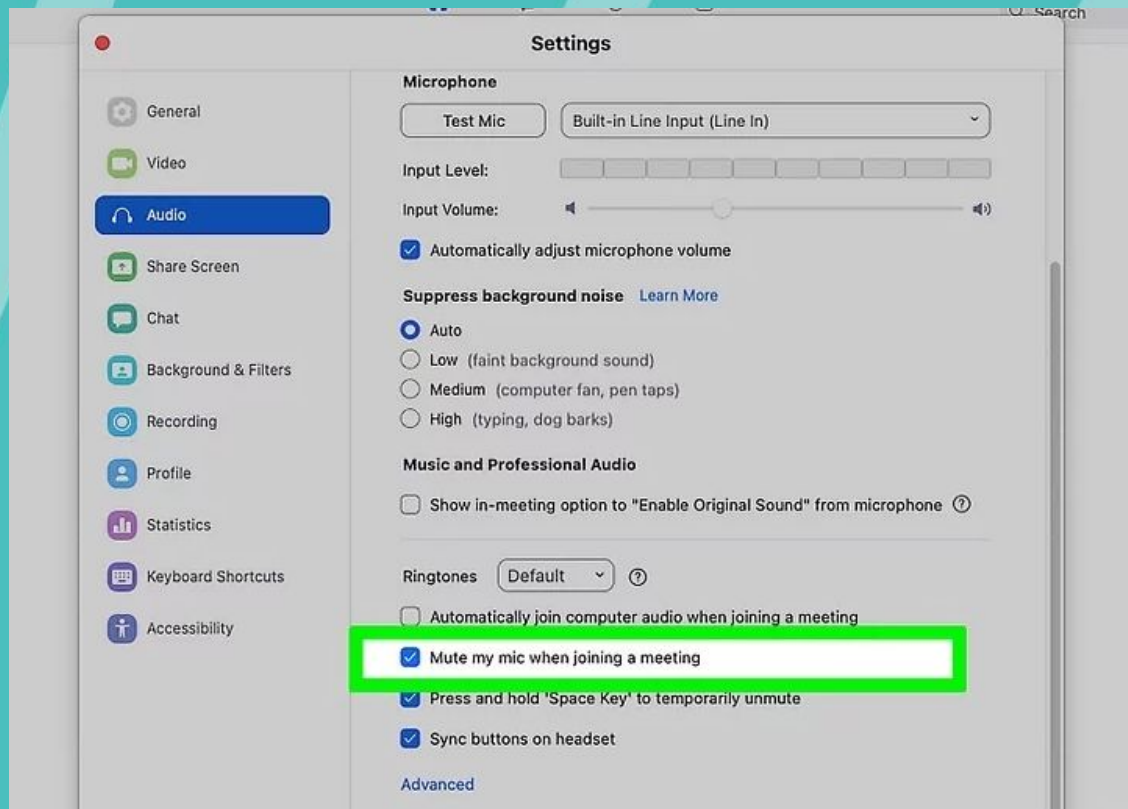 Search
Settings
General
Video
Audio
Share Screen
Chat
Background & Filters
Recording
Profile
Statistics
Keyboard Shortcuts
Accessibility
Microphone
Test Mic
Built-in Line Input (Line In)
Input Level:
Input Volume:
Automatically adjust microphone volume
Suppress background noise Learn More
Auto
Low (faint background sound)
Medium (computer fan, pen taps)
High (typing, dog barks)
Music and Professional Audio
Show in-meeting option to "Enable Original Sound" from microphone ?
Ringtones Default ?
Automatically join computer audio when joining a meeting
Mute my mic when joining a meeting
Press and hold 'Space Key' to temporarily unmute
Sync buttons on headset
Advanced